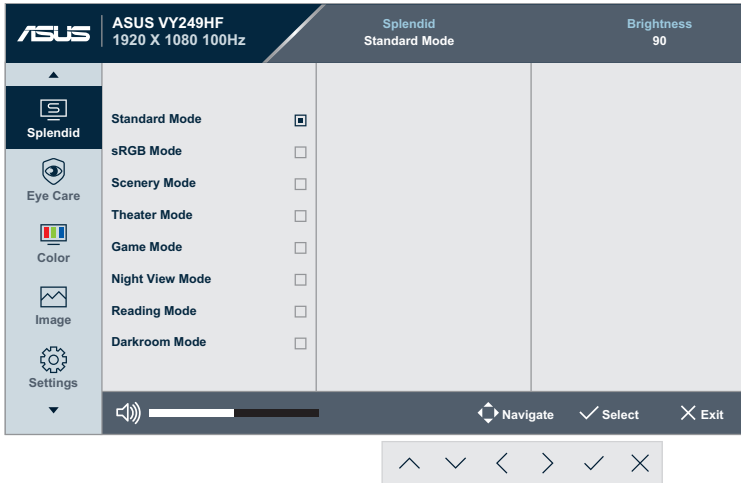 ASUS
ASUS VY249HF
1920 X 1080 100Hz
Splendid
Standard Mode
Brightness
90
Splendid
Eye Care
Color
Image
Settings
Standard Mode
sRGB Mode
Scenery Mode
Theater Mode
Game Mode
Night View Mode
Reading Mode
Darkroom Mode
Navigate
Select
Exit